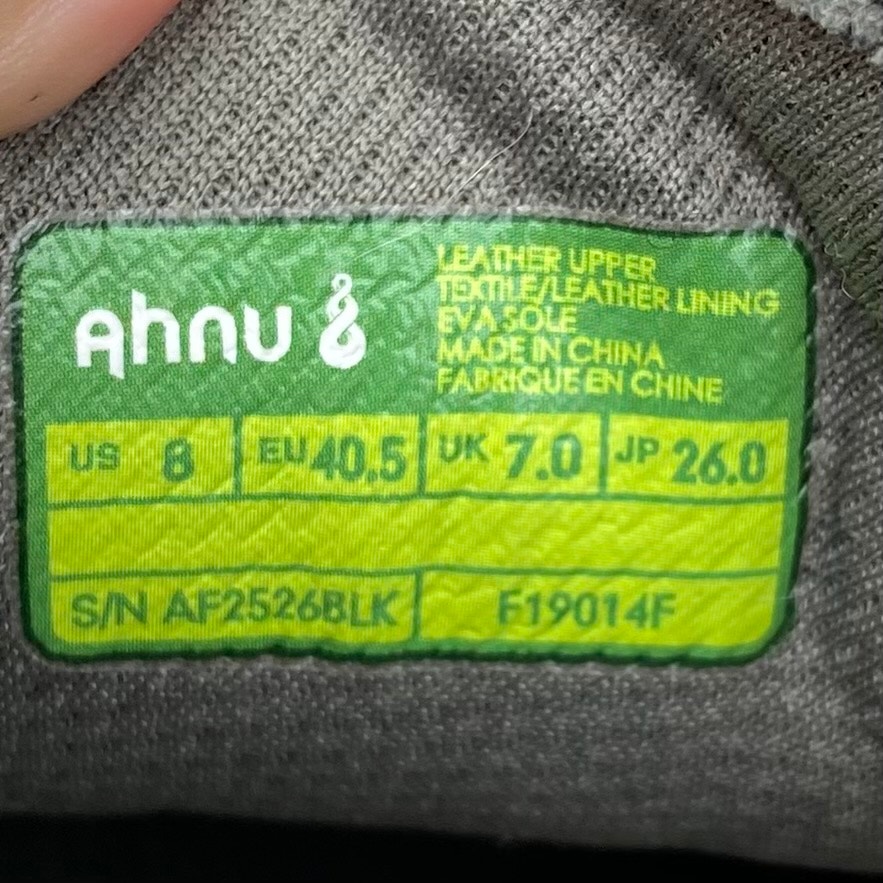 Ahnu
LEATHER UPPER
TEXTILE/LEATHER LINING
EVA SOLE
MADE IN CHINA
FABRIQUE EN CHINE
US 8 EU 40.5 UK 7.0 JP 26.0
S/N AF2526BLK F19014F